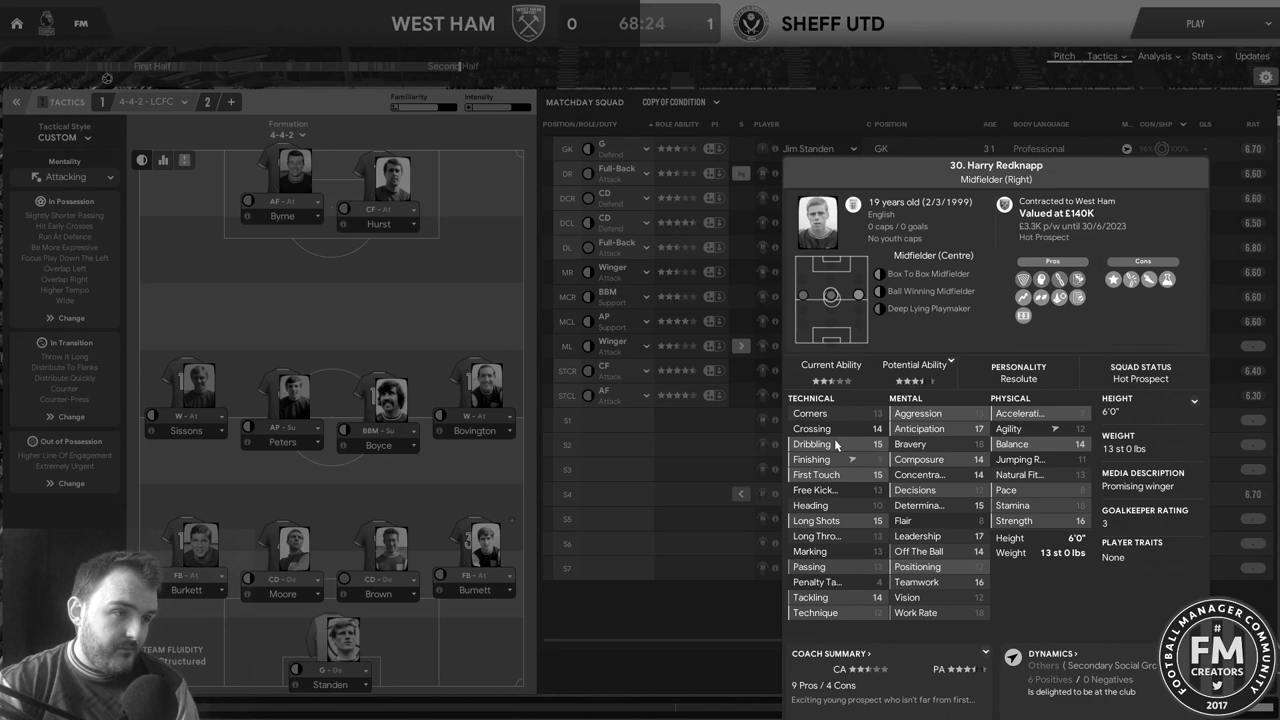 FM
WEST HAM
0
68:24
1
SHEFF UTD
PLAY
First Half
Second Half
Pitch
Tactics
Analysis
Stats
Updates
TACTICS
1
4-4-2 - LCFC
2
+
Familiarity
Intensity
Tactical Style
CUSTOM
Mentality
Attacking
In Possession
Slightly Shorter Passing
Hit Early Crosses
Run At Defence
Be More Expressive
Focus Play Down The Left
Overlap Left
Overlap Right
Higher Tempo
Wide
Change
In Transition
Throw It Long
Distribute To Flanks
Distribute Quickly
Counter
Counter-Press
Change
Out of Possession
Higher Line Of Engagement
Extremely Urgent
Change
Formation
4-4-2
AF - At
Byrne
CF - At
Hurst
W - At
Sissons
AP - Su
Peters
BBM - Su
Boyce
W - At
Bovington
FB - At
Burkett
CD - De
Moore
CD - De
Brown
FB - At
Burnett
G - De
Standen
TEAM FLUIDITY
Structured
MATCHDAY SQUAD
COPY OF CONDITION
POSITION/ROLE/DUTY
ROLE ABILITY
PI
S
PLAYER
C
POSITION
AGE
BODY LANGUAGE
M...
CON/SHP
GLS
RAT
GK
G
Defend
Jim Standen
GK
31
Professional
6.70
DR
Full-Back
Attack
6.60
DCR
CD
Defend
6.60
DCL
CD
Defend
6.50
DL
Full-Back
Attack
6.80
MR
Winger
Attack
6.60
MCR
BBM
Support
6.60
MCL
AP
Support
6.60
ML
Winger
Attack
6.60
STCR
CF
Attack
6.40
STCL
AF
Attack
6.30
S1
S2
S3
S4
6.70
S5
S6
S7
30. Harry Redknapp
Midfielder (Right)
19 years old (2/3/1999)
English
0 caps / 0 goals
No youth caps
Contracted to West Ham
Valued at £140K
£3.3K p/w until 30/6/2023
Hot Prospect
Midfielder (Centre)
Box To Box Midfielder
Ball Winning Midfielder
Deep Lying Playmaker
Pros
Cons
Current Ability
Potential Ability
PERSONALITY
Resolute
SQUAD STATUS
Hot Prospect
TECHNICAL
Corners 13
Crossing 14
Dribbling 15
Finishing 9
First Touch 15
Free Kick... 13
Heading 10
Long Shots 15
Long Thro... 13
Marking 13
Passing 13
Penalty Ta... 4
Tackling 14
Technique 12
MENTAL
Aggression 13
Anticipation 17
Bravery 18
Composure 14
Concentra... 14
Decisions 12
Determina... 15
Flair 8
Leadership 17
Off The Ball 14
Positioning
Teamwork 16
Vision 12
Work Rate 18
PHYSICAL
Accelerati...
Agility 12
Balance 14
Jumping R... 11
Natural Fit... 13
Pace 8
Stamina 18
Strength 16
Height 6'0"
Weight 13 st 0 lbs
HEIGHT
6'0"
WEIGHT
13 st 0 lbs
MEDIA DESCRIPTION
Promising winger
GOALKEEPER RATING
3
PLAYER TRAITS
None
COACH SUMMARY >
CA
PA
9 Pros / 4 Cons
Exciting young prospect who isn't far from first...
DYNAMICS >
Others ( Secondary Social Gro
6 Positives / 0 Negatives
Is delighted to be at the club
FOOTBALL MANAGER COMMUNITY
#
FM
CREATORS
2017